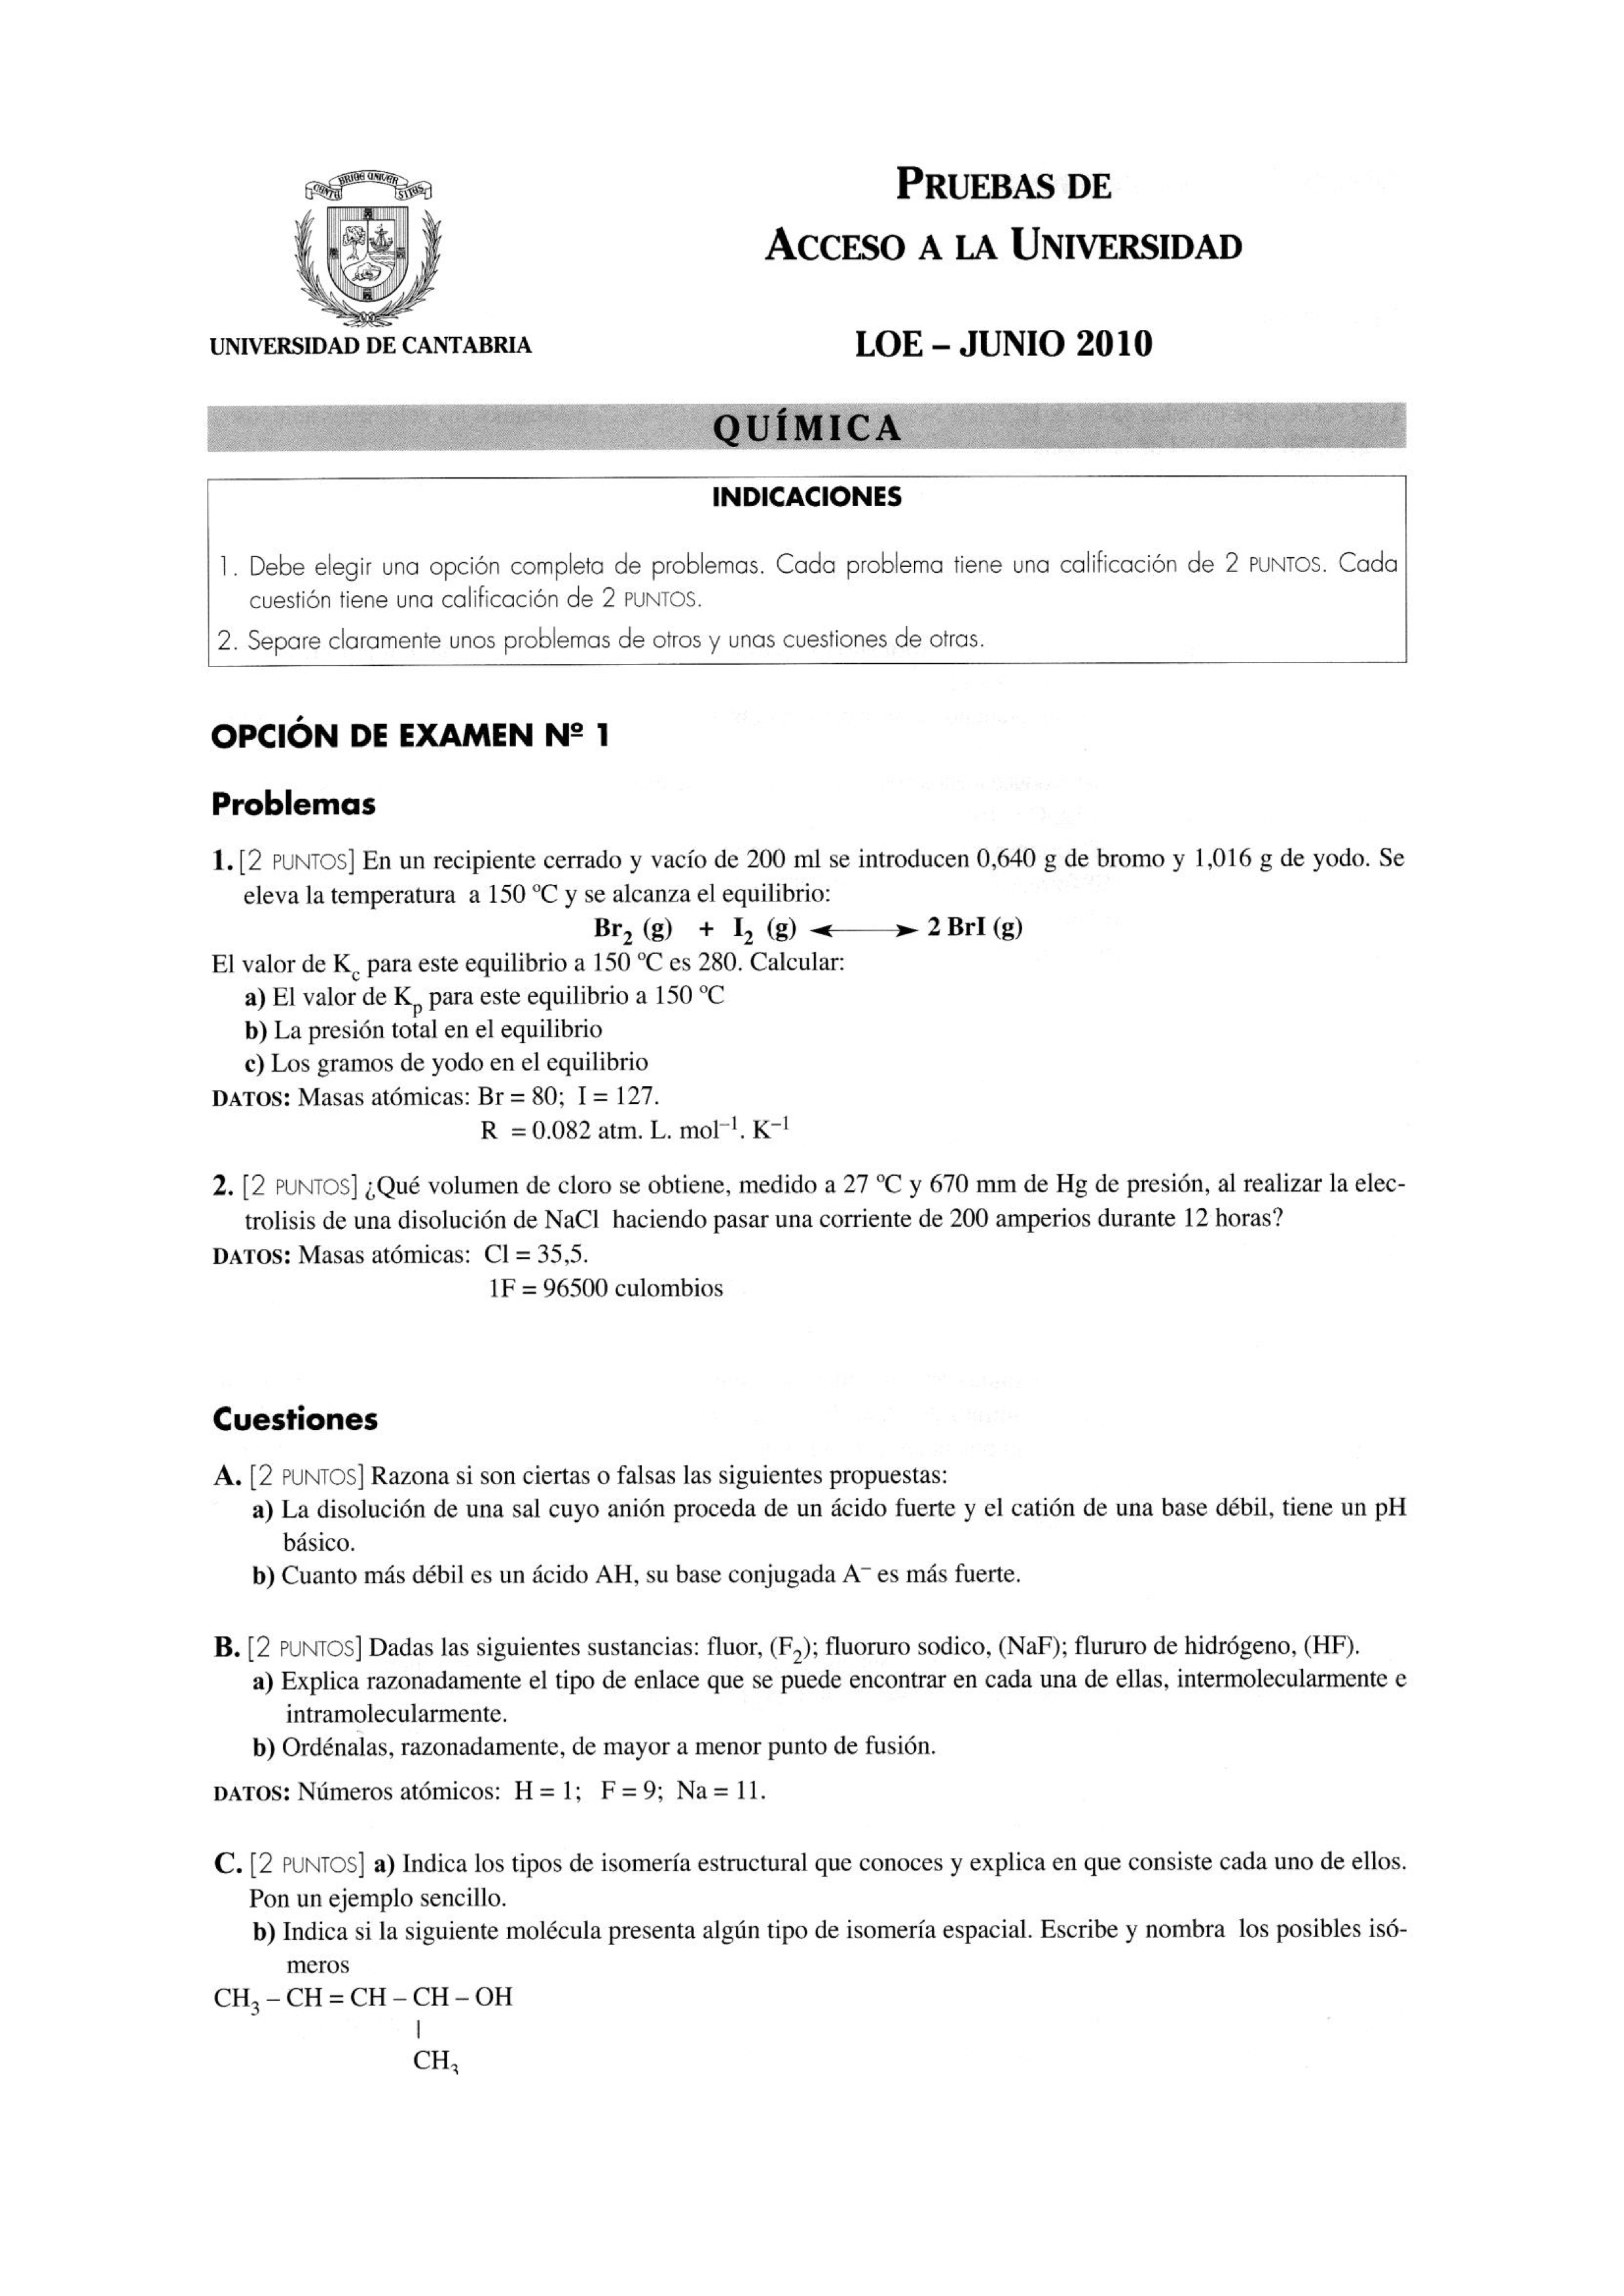 CANTA BRIGE UNIVER SITAS
UNIVERSIDAD DE CANTABRIA
PRUEBAS DE
ACCESO A LA UNIVERSIDAD
LOE – JUNIO 2010
QUÍMICA
INDICACIONES
1. Debe elegir una opción completa de problemas. Cada problema tiene una calificación de 2 PUNTOS. Cada
cuestión tiene una calificación de 2 PUNTOS.
2. Separe claramente unos problemas de otros y unas cuestiones de otras.
OPCIÓN DE EXAMEN Nº 1
Problemas
1. [2 PUNTOS] En un recipiente cerrado y vacío de 200 ml se introducen 0,640 g de bromo y 1,016 g de yodo. Se
eleva la temperatura a 150 ºC y se alcanza el equilibrio:
Br₂ (g) + I₂ (g) ⟷ 2 BrI (g)
El valor de K꜀ para este equilibrio a 150 ºC es 280. Calcular:
a) El valor de Kₚ para este equilibrio a 150 ºC
b) La presión total en el equilibrio
c) Los gramos de yodo en el equilibrio
DATOS: Masas atómicas: Br = 80; I = 127.
R = 0.082 atm. L. mol⁻¹. K⁻¹
2. [2 PUNTOS] ¿Qué volumen de cloro se obtiene, medido a 27 ºC y 670 mm de Hg de presión, al realizar la elec-
trolisis de una disolución de NaCl haciendo pasar una corriente de 200 amperios durante 12 horas?
DATOS: Masas atómicas: Cl = 35,5.
1F = 96500 culombios
Cuestiones
A. [2 PUNTOS] Razona si son ciertas o falsas las siguientes propuestas:
a) La disolución de una sal cuyo anión proceda de un ácido fuerte y el catión de una base débil, tiene un pH
básico.
b) Cuanto más débil es un ácido AH, su base conjugada A⁻ es más fuerte.
B. [2 PUNTOS] Dadas las siguientes sustancias: fluor, (F₂); fluoruro sodico, (NaF); flururo de hidrógeno, (HF).
a) Explica razonadamente el tipo de enlace que se puede encontrar en cada una de ellas, intermolecularmente e
intramolecularmente.
b) Ordénalas, razonadamente, de mayor a menor punto de fusión.
DATOS: Números atómicos: H = 1; F = 9; Na = 11.
C. [2 PUNTOS] a) Indica los tipos de isomería estructural que conoces y explica en que consiste cada uno de ellos.
Pon un ejemplo sencillo.
b) Indica si la siguiente molécula presenta algún tipo de isomería espacial. Escribe y nombra los posibles isó-
meros
CH₃ – CH = CH – CH – OH
|
CH₃